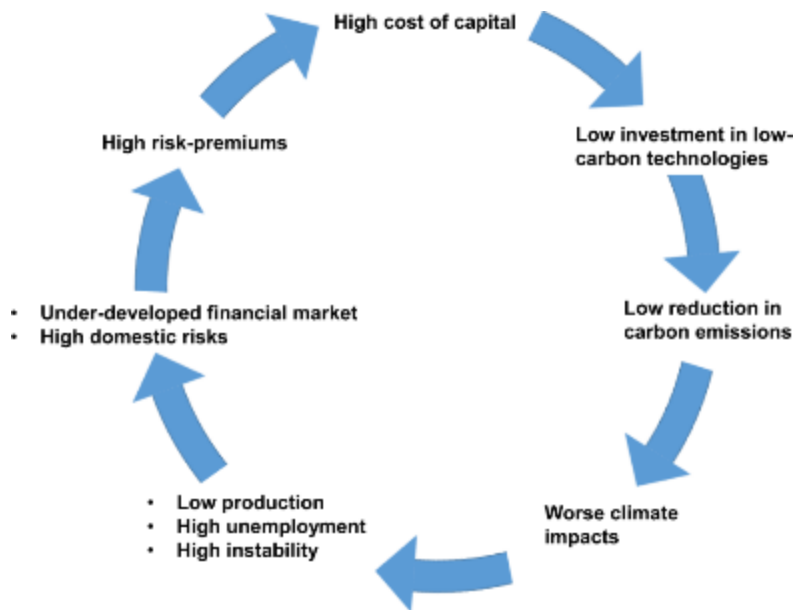 High cost of capital
Low investment in low-
carbon technologies
Low reduction in
carbon emissions
Worse climate
impacts
• Low production
• High unemployment
• High instability
• Under-developed financial market
• High domestic risks
High risk-premiums